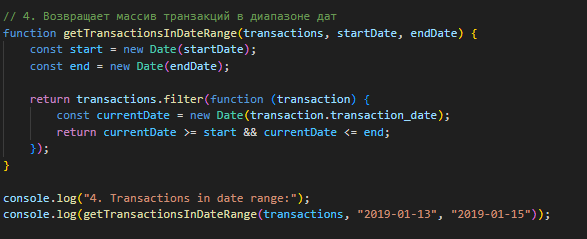 // 4. Возвращает массив транзакций в диапазоне дат
function getTransactionsInDateRange(transactions, startDate, endDate) {
    const start = new Date(startDate);
    const end = new Date(endDate);

    return transactions.filter(function (transaction) {
        const currentDate = new Date(transaction.transaction_date);
        return currentDate >= start && currentDate <= end;
    });
}

console.log("4. Transactions in date range:");
console.log(getTransactionsInDateRange(transactions, "2019-01-13", "2019-01-15"));